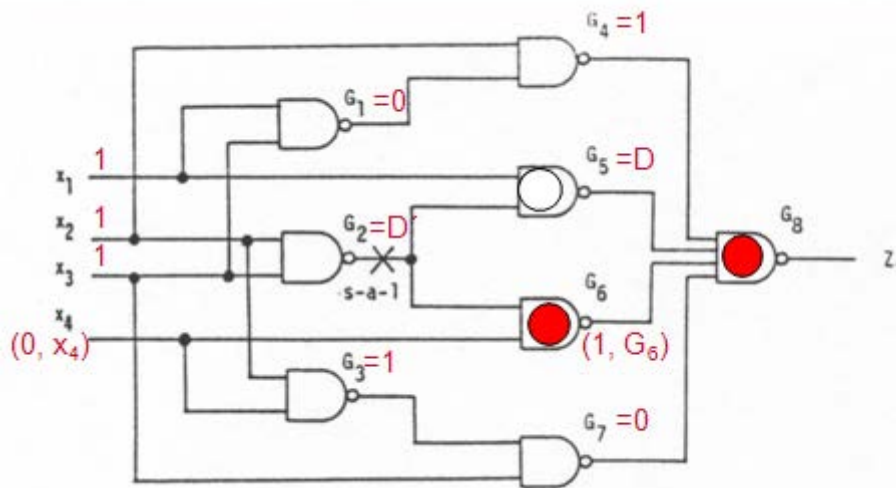 G4 =1
G1 =0
x1 1
G5 =D
x2 1
G2 =D'
G8
x3 1
s-a-1
G6
Z
x4
(0, x4)
(1, G6)
G3 =1
G7 =0